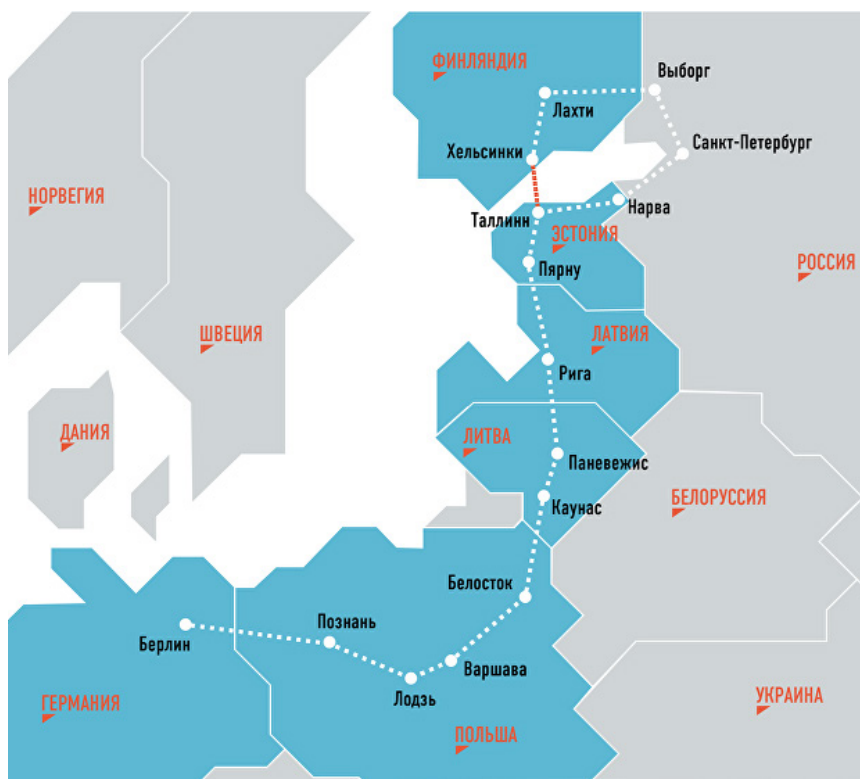 ФИНЛЯНДИЯ
Выборг
Лахти
Санкт-Петербург
Хельсинки
НОРВЕГИЯ
Нарва
Таллинн
ЭСТОНИЯ
Пярну
РОССИЯ
ШВЕЦИЯ
ЛАТВИЯ
Рига
ДАНИЯ
ЛИТВА
Паневежис
БЕЛОРУССИЯ
Каунас
Белосток
Познань
Берлин
Варшава
Лодзь
ГЕРМАНИЯ
УКРАИНА
ПОЛЬША